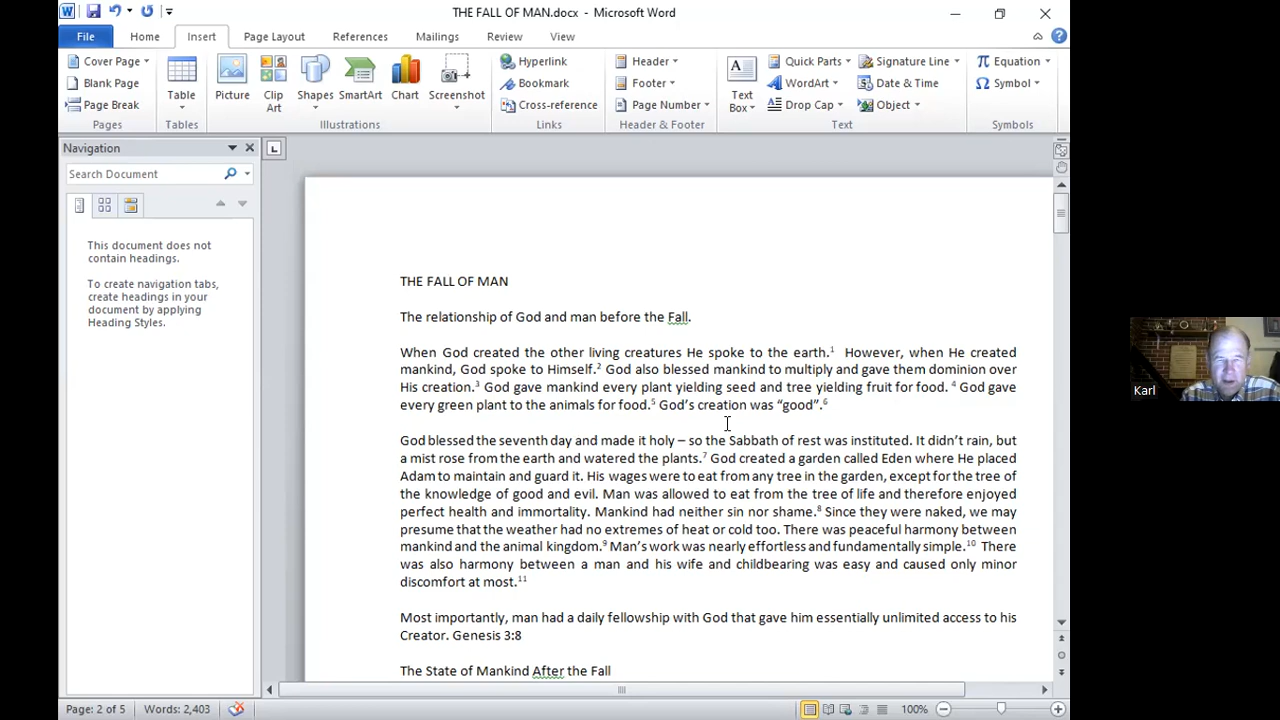 THE FALL OF MAN.docx - Microsoft Word
File Home Insert Page Layout References Mailings Review View
Cover Page
Blank Page
Page Break
Pages
Table
Tables
Picture
Clip
Art
Shapes
SmartArt
Chart
Screenshot
Illustrations
Hyperlink
Bookmark
Cross-reference
Links
Header
Footer
Page Number
Header & Footer
Text
Box
Quick Parts
WordArt
Drop Cap
Signature Line
Date & Time
Object
Text
Equation
Symbol
Symbols
Navigation
Search Document
This document does not
contain headings.
To create navigation tabs,
create headings in your
document by applying
Heading Styles.
THE FALL OF MAN
The relationship of God and man before the Fall.
When God created the other living creatures He spoke to the earth.1 However, when He created
mankind, God spoke to Himself.2 God also blessed mankind to multiply and gave them dominion over
His creation.3 God gave mankind every plant yielding seed and tree yielding fruit for food. 4 God gave
every green plant to the animals for food.5 God's creation was “good”.6
God blessed the seventh day and made it holy – so the Sabbath of rest was instituted. It didn't rain, but
a mist rose from the earth and watered the plants.7 God created a garden called Eden where He placed
Adam to maintain and guard it. His wages were to eat from any tree in the garden, except for the tree of
the knowledge of good and evil. Man was allowed to eat from the tree of life and therefore enjoyed
perfect health and immortality. Mankind had neither sin nor shame.8 Since they were naked, we may
presume that the weather had no extremes of heat or cold too. There was peaceful harmony between
mankind and the animal kingdom.9 Man's work was nearly effortless and fundamentally simple.10 There
was also harmony between a man and his wife and childbearing was easy and caused only minor
discomfort at most.11
Most importantly, man had a daily fellowship with God that gave him essentially unlimited access to his
Creator. Genesis 3:8
The State of Mankind After the Fall
Page: 2 of 5 Words: 2,403 100%
Karl